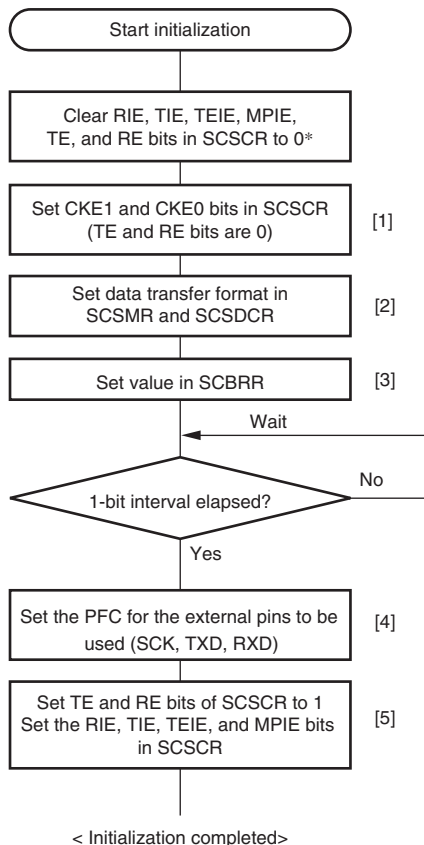 Start initialization
Clear RIE, TIE, TEIE, MPIE,
TE, and RE bits in SCSCR to 0*
Set CKE1 and CKE0 bits in SCSCR
(TE and RE bits are 0)
[1]
Set data transfer format in
SCSMR and SCSDCR
[2]
Set value in SCBRR
[3]
Wait
1-bit interval elapsed?
No
Yes
Set the PFC for the external pins to be
used (SCK, TXD, RXD)
[4]
Set TE and RE bits of SCSCR to 1
Set the RIE, TIE, TEIE, and MPIE bits
in SCSCR
[5]
< Initialization completed>